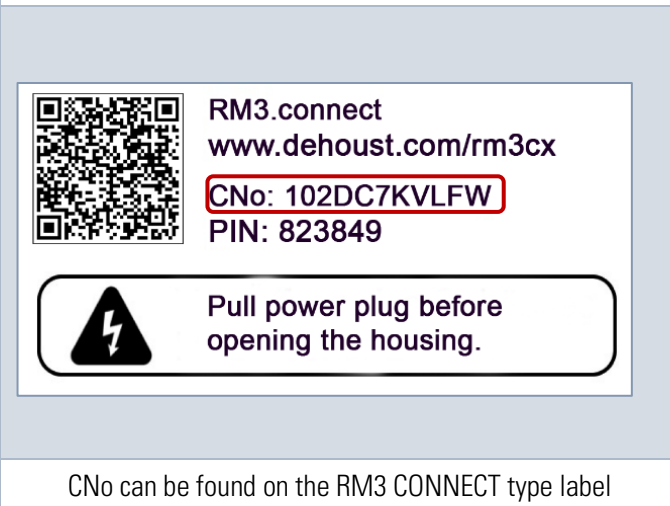 RM3.connect
www.dehoust.com/rm3cx
CNo: 102DC7KVLFW
PIN: 823849
Pull power plug before
opening the housing.
CNo can be found on the RM3 CONNECT type label